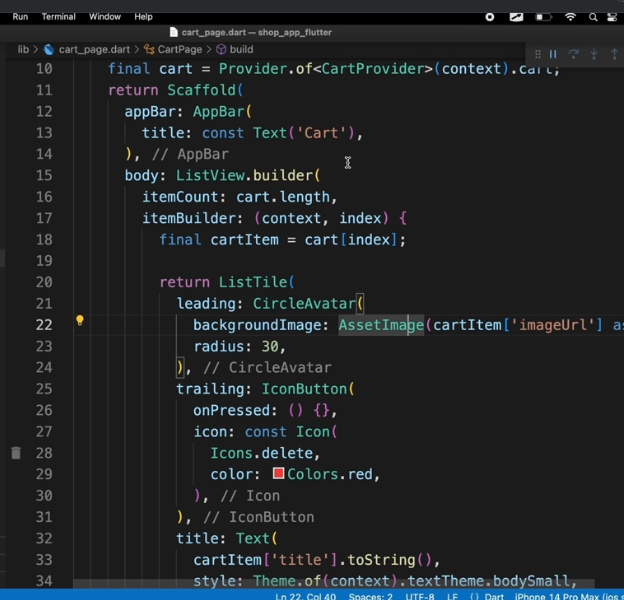 Run Terminal Window Help
cart_page.dart — shop_app_flutter
lib > cart_page.dart > CartPage > build
10 final cart = Provider.of<CartProvider>(context).cart;
11 return Scaffold(
12 appBar: AppBar(
13 title: const Text('Cart'),
14 ), // AppBar
15 body: ListView.builder(
16 itemCount: cart.length,
17 itemBuilder: (context, index) {
18 final cartItem = cart[index];
19
20 return ListTile(
21 leading: CircleAvatar(
22 backgroundImage: AssetImage(cartItem['imageUrl'] as
23 radius: 30,
24 ), // CircleAvatar
25 trailing: IconButton(
26 onPressed: () {},
27 icon: const Icon(
28 Icons.delete,
29 color: Colors.red,
30 ), // Icon
31 ), // IconButton
32 title: Text(
33 cartItem['title'].toString(),
34 style: Theme.of(context).textTheme.bodySmall,
Ln 22, Col 40 Spaces: 2 UTF-8 LF {} Dart iPhone 14 Pro Max (ios s